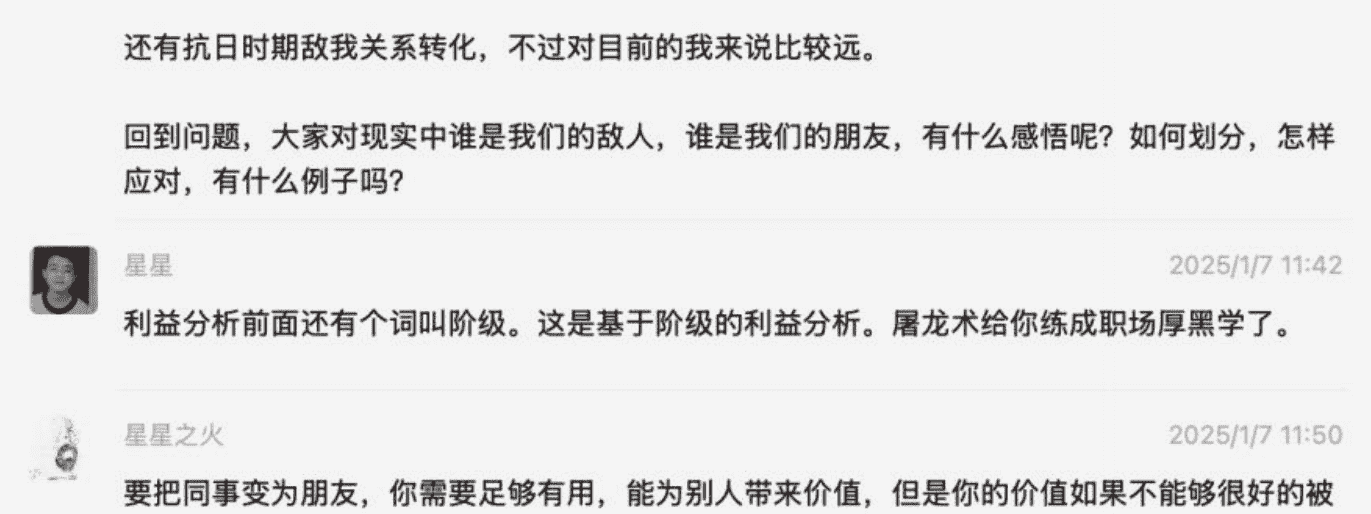 还有抗日时期敌我关系转化，不过对目前的我来说比较远。
回到问题，大家对现实中谁是我们的敌人，谁是我们的朋友，有什么感悟呢？如何划分，怎样
应对，有什么例子吗？
星星
2025/1/7 11:42
利益分析前面还有个词叫阶级。这是基于阶级的利益分析。屠龙术给你练成职场厚黑学了。
星星之火
2025/1/7 11:50
要把同事变为朋友，你需要足够有用，能为别人带来价值，但是你的价值如果不能够很好的被